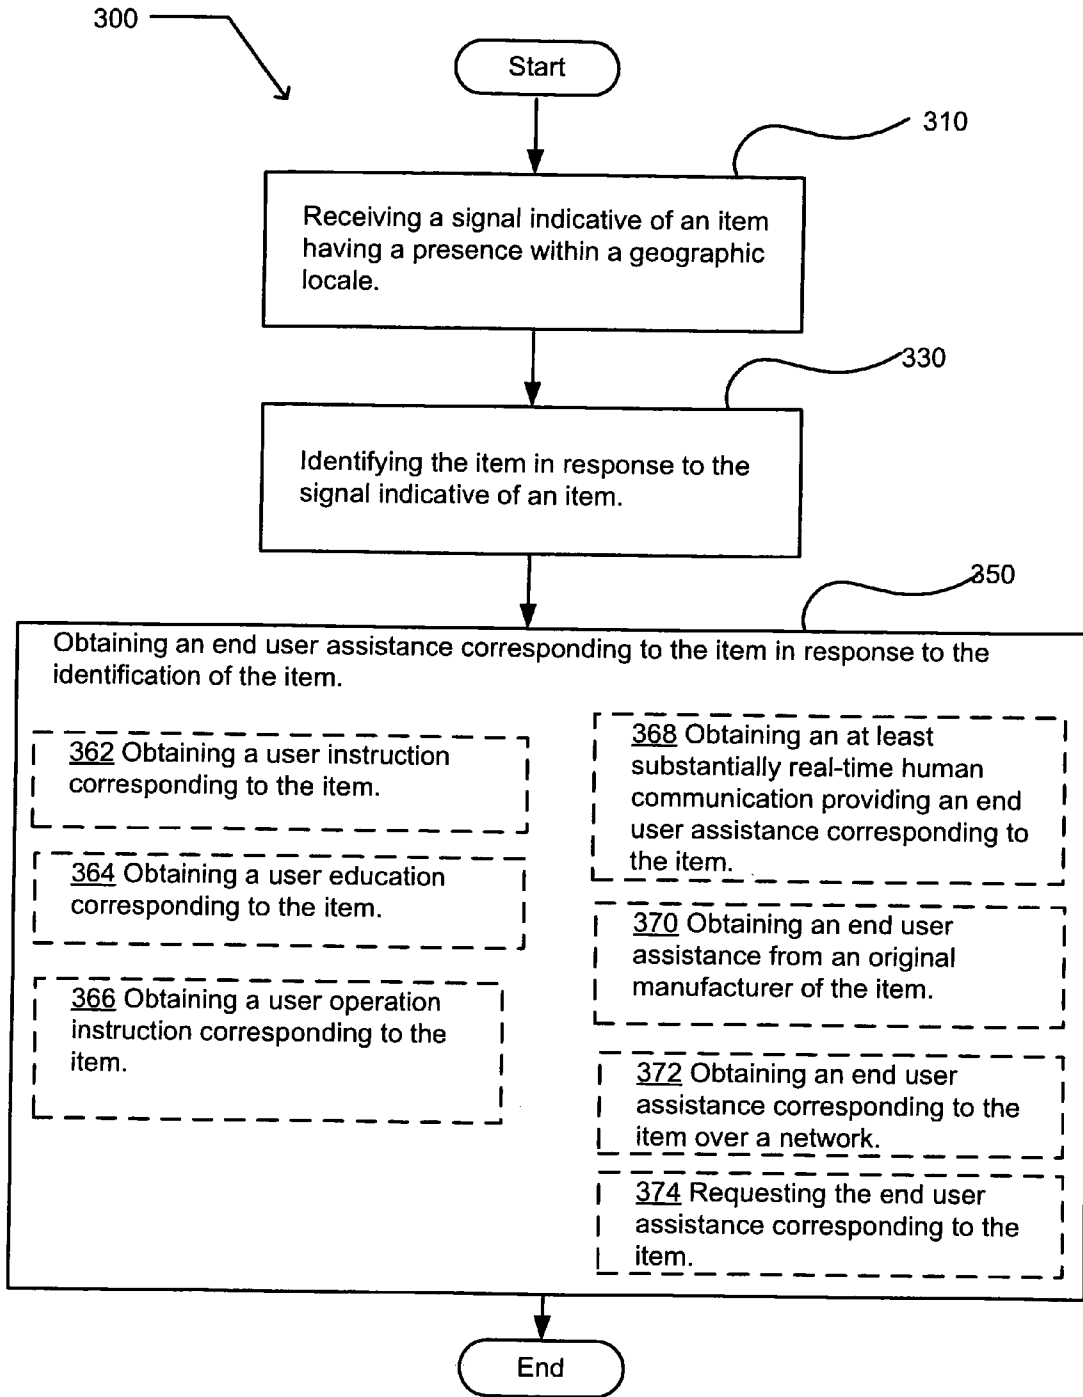 300
Start
310
Receiving a signal indicative of an item
having a presence within a geographic
locale.
330
Identifying the item in response to the
signal indicative of an item.
350
Obtaining an end user assistance corresponding to the item in response to the
identification of the item.
362 Obtaining a user instruction
corresponding to the item.
364 Obtaining a user education
corresponding to the item.
366 Obtaining a user operation
instruction corresponding to the
item.
368 Obtaining an at least
substantially real-time human
communication providing an end
user assistance corresponding to
the item.
370 Obtaining an end user
assistance from an original
manufacturer of the item.
372 Obtaining an end user
assistance corresponding to the
item over a network.
374 Requesting the end user
assistance corresponding to the
item.
End